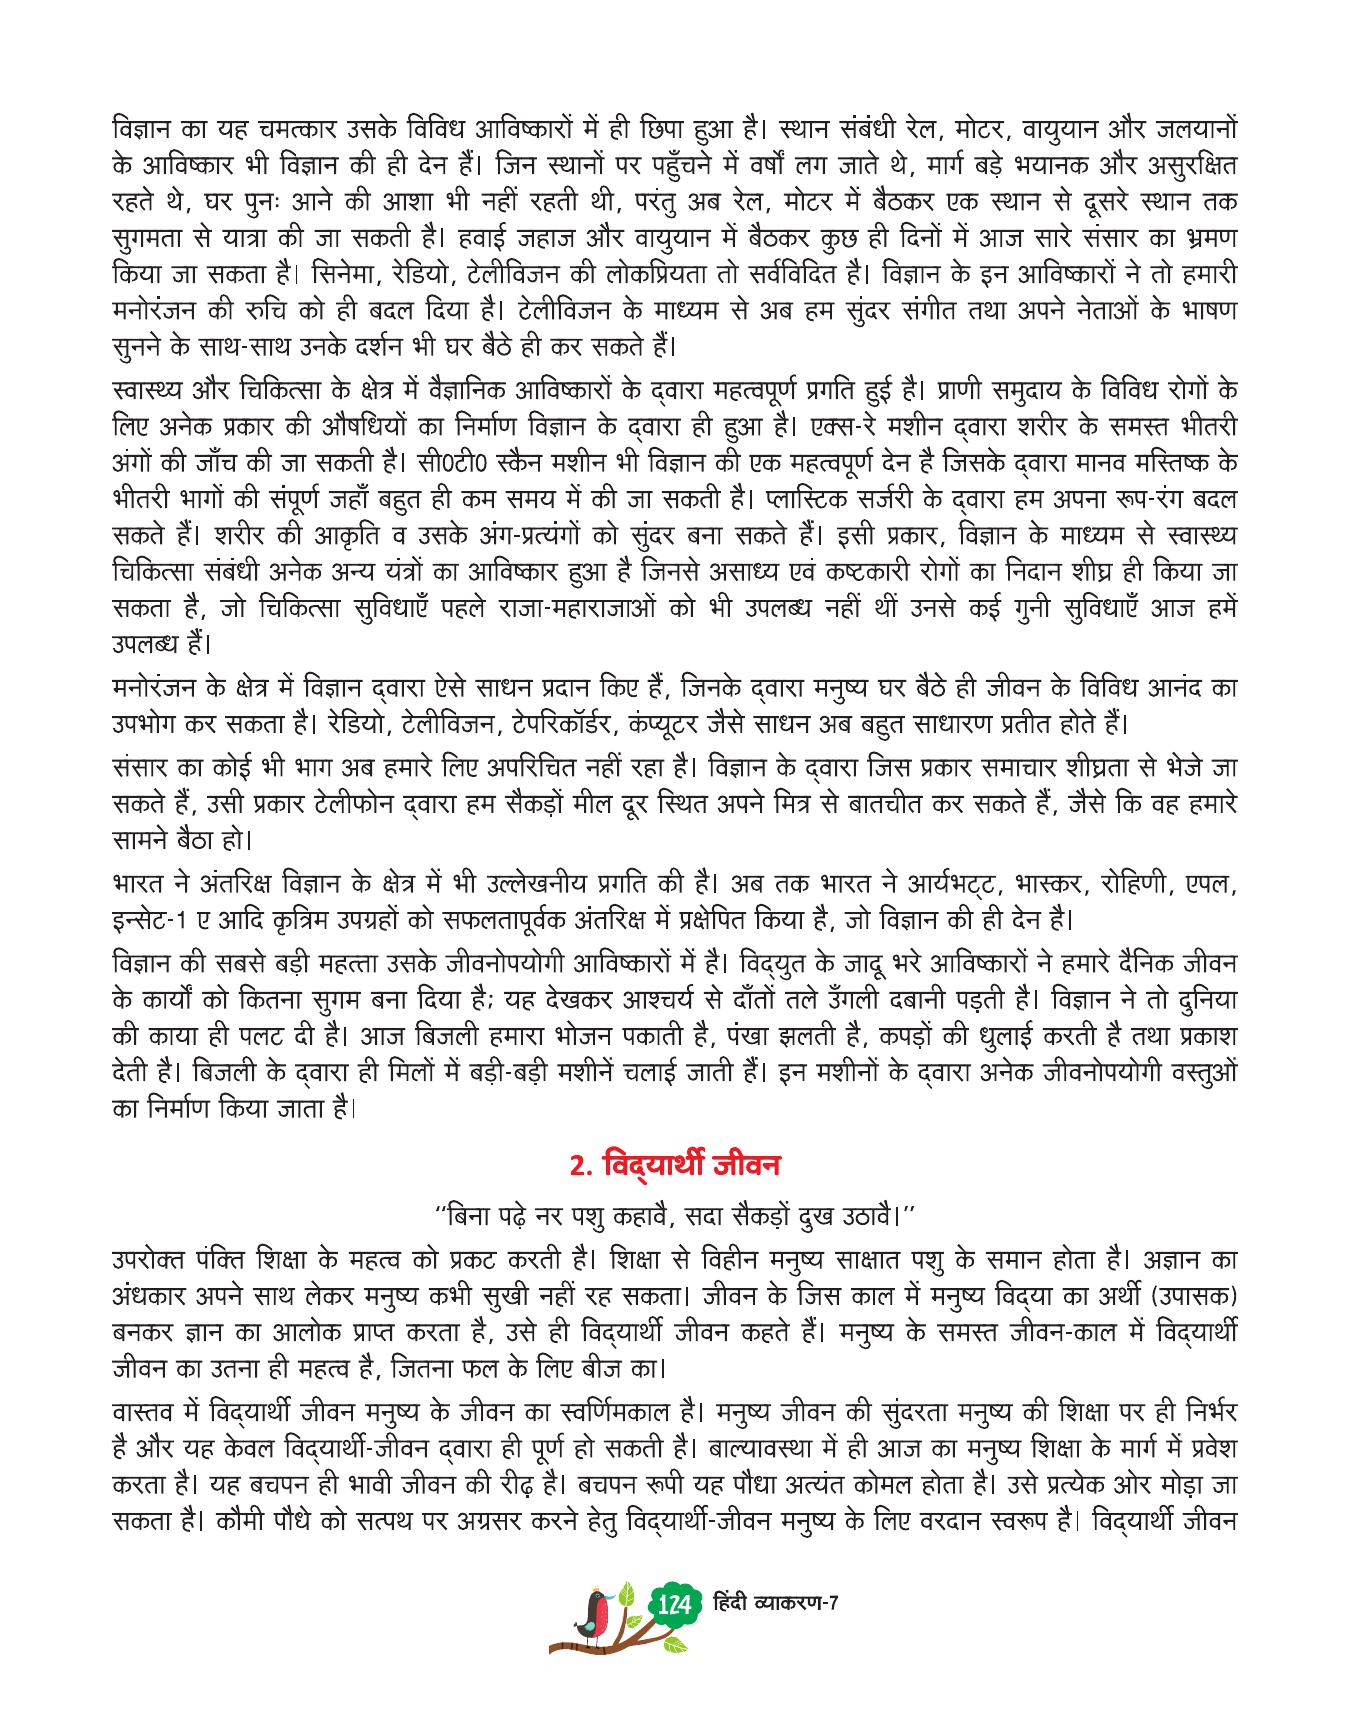 विज्ञान का यह चमत्कार उसके विविध आविष्कारों में ही छिपा हुआ है। स्थान संबंधी रेल, मोटर, वायुयान और जलयानों
के आविष्कार भी विज्ञान की ही देन हैं। जिन स्थानों पर पहुँचने में वर्षों लग जाते थे, मार्ग बड़े भयानक और असुरक्षित
रहते थे, घर पुनः आने की आशा भी नहीं रहती थी, परंतु अब रेल, मोटर में बैठकर एक स्थान से दूसरे स्थान तक
सुगमता से यात्रा की जा सकती है। हवाई जहाज और वायुयान में बैठकर कुछ ही दिनों में आज सारे संसार का भ्रमण
किया जा सकता है। सिनेमा, रेडियो, टेलीविजन की लोकप्रियता तो सर्वविदित है। विज्ञान के इन आविष्कारों ने तो हमारी
मनोरंजन की रुचि को ही बदल दिया है। टेलीविजन के माध्यम से अब हम सुंदर संगीत तथा अपने नेताओं के भाषण
सुनने के साथ-साथ उनके दर्शन भी घर बैठे ही कर सकते हैं।
स्वास्थ्य और चिकित्सा के क्षेत्र में वैज्ञानिक आविष्कारों के द्‌वारा महत्वपूर्ण प्रगति हुई है। प्राणी समुदाय के विविध रोगों के
लिए अनेक प्रकार की औषधियों का निर्माण विज्ञान के द्‌वारा ही हुआ है। एक्स-रे मशीन द्‌वारा शरीर के समस्त भीतरी
अंगों की जाँच की जा सकती है। सी0टी0 स्कैन मशीन भी विज्ञान की एक महत्वपूर्ण देन है जिसके द्‌वारा मानव मस्तिष्क के
भीतरी भागों की संपूर्ण जहाँ बहुत ही कम समय में की जा सकती है। प्लास्टिक सर्जरी के द्‌वारा हम अपना रूप-रंग बदल
सकते हैं। शरीर की आकृति व उसके अंग-प्रत्यंगों को सुंदर बना सकते हैं। इसी प्रकार, विज्ञान के माध्यम से स्वास्थ्य
चिकित्सा संबंधी अनेक अन्य यंत्रों का आविष्कार हुआ है जिनसे असाध्य एवं कष्टकारी रोगों का निदान शीघ्र ही किया जा
सकता है, जो चिकित्सा सुविधाएँ पहले राजा-महाराजाओं को भी उपलब्ध नहीं थीं उनसे कई गुनी सुविधाएँ आज हमें
उपलब्ध हैं।
मनोरंजन के क्षेत्र में विज्ञान द्‌वारा ऐसे साधन प्रदान किए हैं, जिनके द्‌वारा मनुष्य घर बैठे ही जीवन के विविध आनंद का
उपभोग कर सकता है। रेडियो, टेलीविजन, टेपरिकॉर्डर, कंप्यूटर जैसे साधन अब बहुत साधारण प्रतीत होते हैं।
संसार का कोई भी भाग अब हमारे लिए अपरिचित नहीं रहा है। विज्ञान के द्‌वारा जिस प्रकार समाचार शीघ्रता से भेजे जा
सकते हैं, उसी प्रकार टेलीफोन द्‌वारा हम सैकड़ों मील दूर स्थित अपने मित्र से बातचीत कर सकते हैं, जैसे कि वह हमारे
सामने बैठा हो।
भारत ने अंतरिक्ष विज्ञान के क्षेत्र में भी उल्लेखनीय प्रगति की है। अब तक भारत ने आर्यभट्‌ट, भास्कर, रोहिणी, एपल,
इन्सेट-1 ए आदि कृत्रिम उपग्रहों को सफलतापूर्वक अंतरिक्ष में प्रक्षेपित किया है, जो विज्ञान की ही देन है।
विज्ञान की सबसे बड़ी महत्ता उसके जीवनोपयोगी आविष्कारों में है। विद्‌युत के जादू भरे आविष्कारों ने हमारे दैनिक जीवन
के कार्यों को कितना सुगम बना दिया है; यह देखकर आश्चर्य से दाँतों तले उँगली दबानी पड़ती है। विज्ञान ने तो दुनिया
की काया ही पलट दी है। आज बिजली हमारा भोजन पकाती है, पंखा झलती है, कपड़ों की धुलाई करती है तथा प्रकाश
देती है। बिजली के द्‌वारा ही मिलों में बड़ी-बड़ी मशीनें चलाई जाती हैं। इन मशीनों के द्‌वारा अनेक जीवनोपयोगी वस्तुओं
का निर्माण किया जाता है।
2. विद्‌यार्थी जीवन
“बिना पढ़े नर पशु कहावै, सदा सैकड़ों दुख उठावै।”
उपरोक्त पंक्ति शिक्षा के महत्व को प्रकट करती है। शिक्षा से विहीन मनुष्य साक्षात पशु के समान होता है। अज्ञान का
अंधकार अपने साथ लेकर मनुष्य कभी सुखी नहीं रह सकता। जीवन के जिस काल में मनुष्य विद्‌या का अर्थी (उपासक)
बनकर ज्ञान का आलोक प्राप्त करता है, उसे ही विद्‌यार्थी जीवन कहते हैं। मनुष्य के समस्त जीवन-काल में विद्‌यार्थी
जीवन का उतना ही महत्व है, जितना फल के लिए बीज का।
वास्तव में विद्‌यार्थी जीवन मनुष्य के जीवन का स्वर्णिमकाल है। मनुष्य जीवन की सुंदरता मनुष्य की शिक्षा पर ही निर्भर
है और यह केवल विद्‌यार्थी-जीवन द्‌वारा ही पूर्ण हो सकती है। बाल्यावस्था में ही आज का मनुष्य शिक्षा के मार्ग में प्रवेश
करता है। यह बचपन ही भावी जीवन की रीढ़ है। बचपन रूपी यह पौधा अत्यंत कोमल होता है। उसे प्रत्येक ओर मोड़ा जा
सकता है। कौमी पौधे को सत्पथ पर अग्रसर करने हेतु विद्‌यार्थी-जीवन मनुष्य के लिए वरदान स्वरूप है। विद्‌यार्थी जीवन
124 हिंदी व्याकरण-7